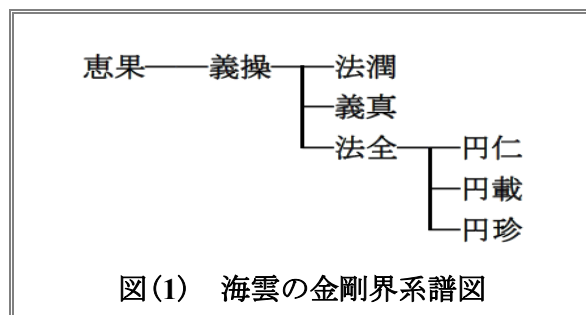 恵果 義操 法潤
義真
法全 円仁
円載
円珍
図(1) 海雲の金剛界系譜図